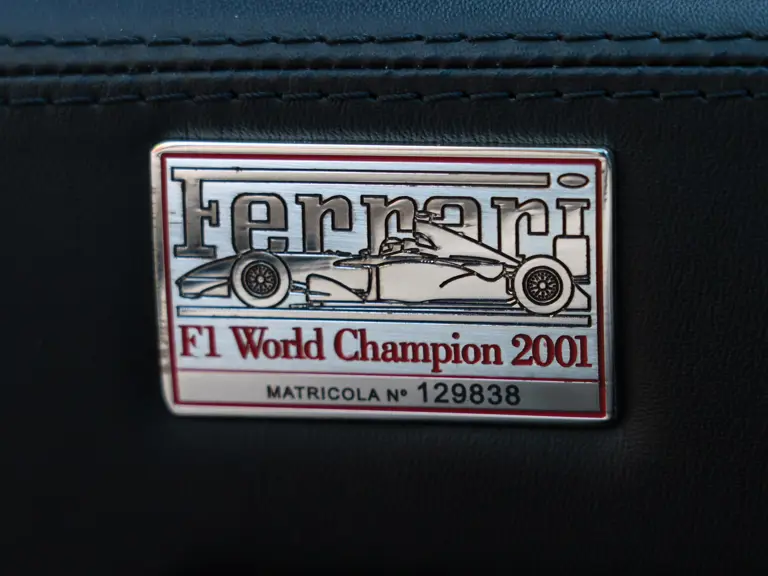 Ferrari
F1 World Champion 2001
MATRICOLA Nº 129838